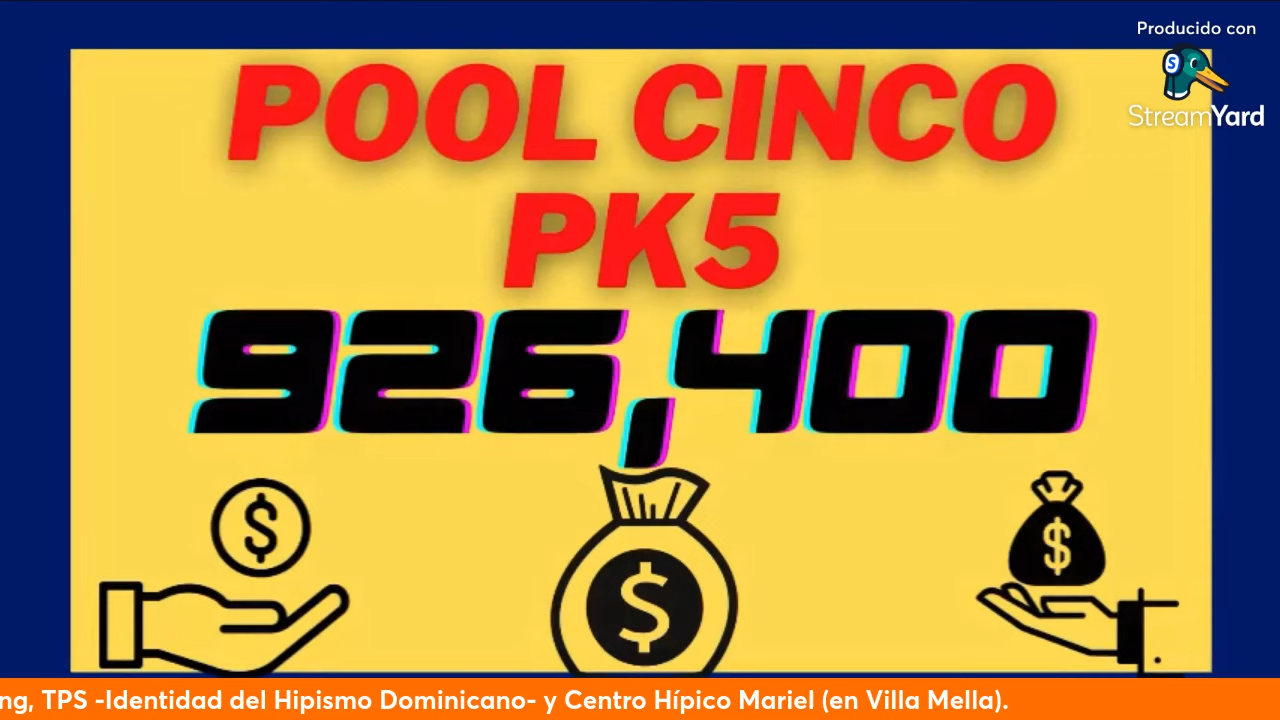 Producido con
StreamYard
POOL CINCO
PK5
926,400
$
$
$
ng, TPS -Identidad del Hipismo Dominicano- y Centro Hípico Mariel (en Villa Mella).